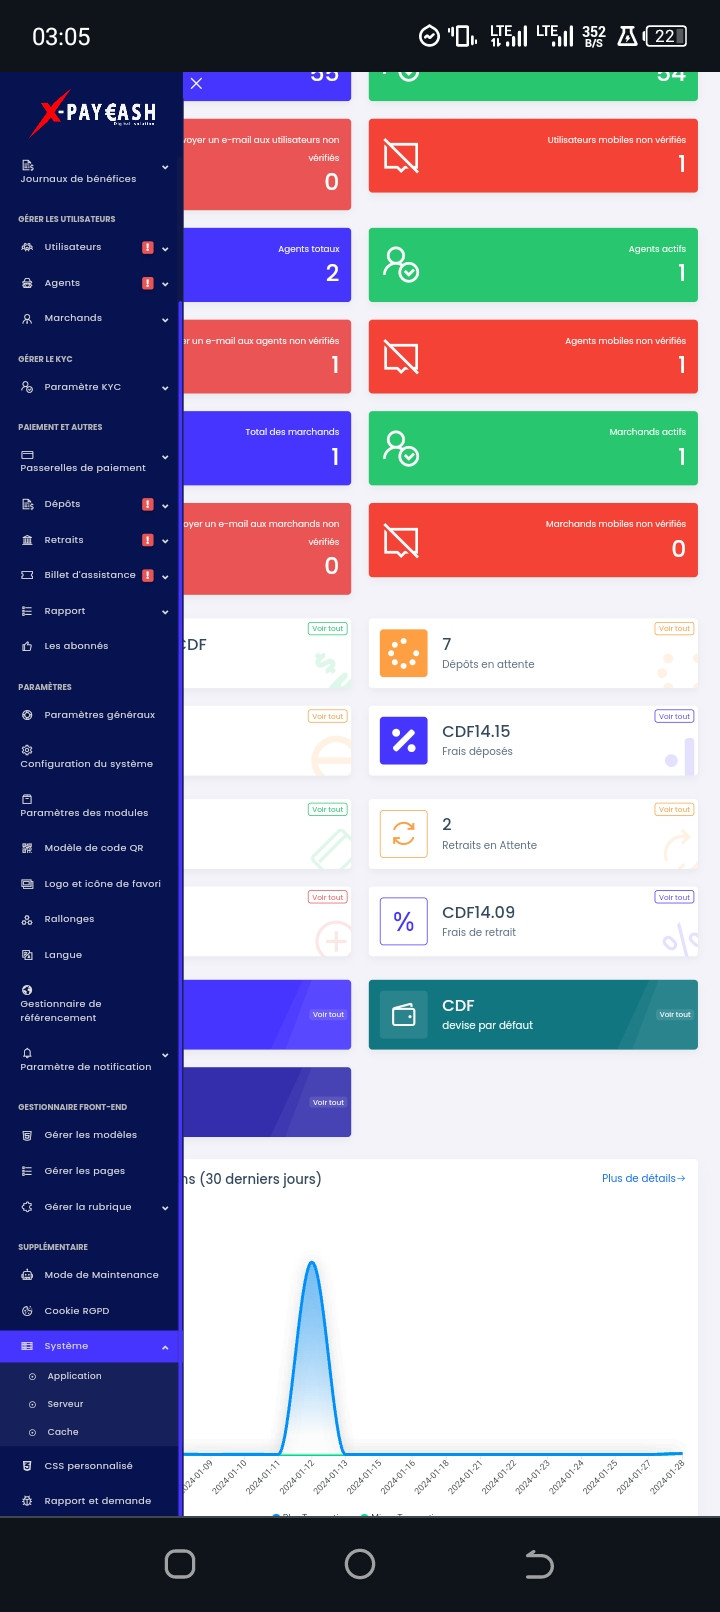 03:05
LTE
LTE
352
B/S
22
X-PAY€ASH
Digital solution
Journaux de bénéfices
GÉRER LES UTILISATEURS
Utilisateurs
Agents
Marchands
GÉRER LE KYC
Paramètre KYC
PAIEMENT ET AUTRES
Passerelles de paiement
Dépôts
Retraits
Billet d'assistance
Rapport
Les abonnés
PARAMÈTRES
Paramètres généraux
Configuration du système
Paramètres des modules
Modèle de code QR
Logo et icône de favori
Rallonges
Langue
Gestionnaire de
référencement
Paramètre de notification
GESTIONNAIRE FRONT-END
Gérer les modèles
Gérer les pages
Gérer la rubrique
SUPPLÉMENTAIRE
Mode de Maintenance
Cookie RGPD
Système
Application
Serveur
Cache
CSS personnalisé
Rapport et demande
55
54
voyer un e-mail aux utilisateurs non
vérifiés
0
Utilisateurs mobiles non vérifiés
1
Agents totaux
2
Agents actifs
1
er un e-mail aux agents non vérifiés
1
Agents mobiles non vérifiés
1
Total des marchands
1
Marchands actifs
1
oyer un e-mail aux marchands non
vérifiés
0
Marchands mobiles non vérifiés
0
CDF
Voir tout
7
Dépôts en attente
Voir tout
Voir tout
CDF14.15
Frais déposés
Voir tout
Voir tout
2
Retraits en Attente
Voir tout
Voir tout
CDF14.09
Frais de retrait
Voir tout
Voir tout
CDF
devise par défaut
Voir tout
Voir tout
ns (30 derniers jours)
Plus de détails→
2024-01-09
2024-01-10
2024-01-11
2024-01-12
2024-01-13
2024-01-15
2024-01-16
2024-01-18
2024-01-21
2024-01-22
2024-01-23
2024-01-24
2024-01-25
2024-01-27
2024-01-28